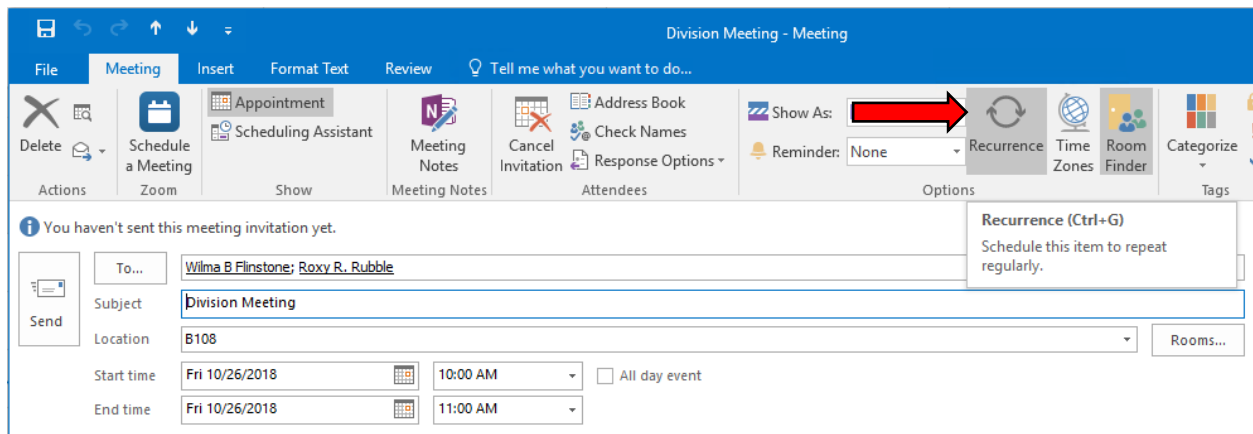 Division Meeting - Meeting
File Meeting Insert Format Text Review Tell me what you want to do...
Delete
Actions
Schedule
a Meeting
Zoom
Appointment
Scheduling Assistant
Show
Meeting
Notes
Meeting Notes
Cancel
Invitation
Address Book
Check Names
Response Options
Attendees
Show As:
Reminder: None
Recurrence
Time
Zones
Room
Finder
Options
Categorize
Tags
Recurrence (Ctrl+G)
Schedule this item to repeat
regularly.
You haven't sent this meeting invitation yet.
Send
To... Wilma B Flinstone; Roxy R. Rubble
Subject Division Meeting
Location B108 Rooms...
Start time Fri 10/26/2018 10:00 AM All day event
End time Fri 10/26/2018 11:00 AM